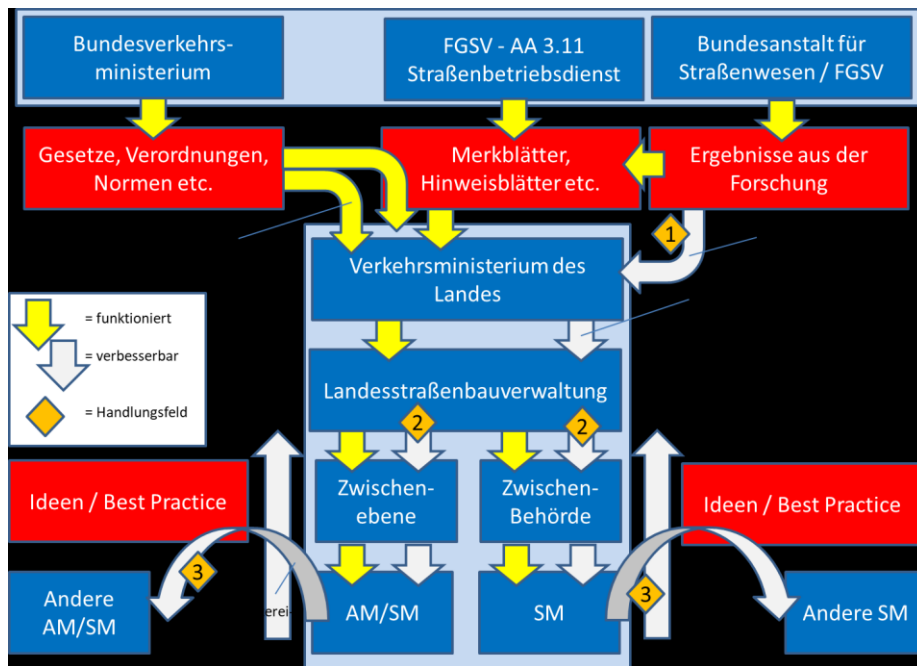 Bundesverkehrs-
ministerium
FGSV - AA 3.11
Straßenbetriebsdienst
Bundesanstalt für
Straßenwesen / FGSV
Gesetze, Verordnungen,
Normen etc.
Merkblätter,
Hinweisblätter etc.
Ergebnisse aus der
Forschung
1
Verkehrsministerium des
Landes
= funktioniert
= verbesserbar
= Handlungsfeld
Landesstraßenbauverwaltung
2
2
Ideen / Best Practice
Zwischen-
ebene
Zwischen-
Behörde
Ideen / Best Practice
3
3
Andere
AM/SM
erei-
AM/SM
SM
Andere SM